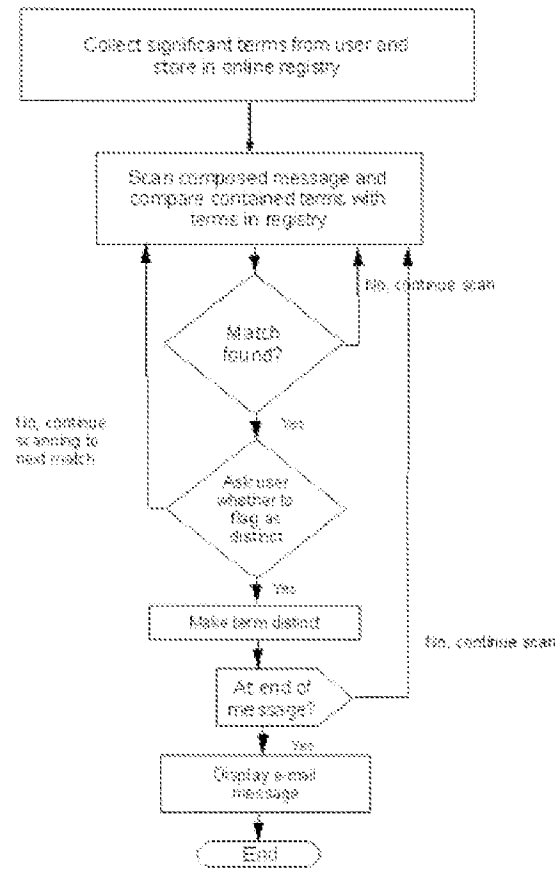 Collect significant terms from user and
store in online registry
Scan composed message and
compare contained terms with
terms in registry
No, continue scan
Match
found?
Yes
No, continue
scanning to
next match
Ask user
whether to
flag as
distinct
Yes
Make term distinct
No, continue scan
At end of
message?
Yes
Display e-mail
message
End